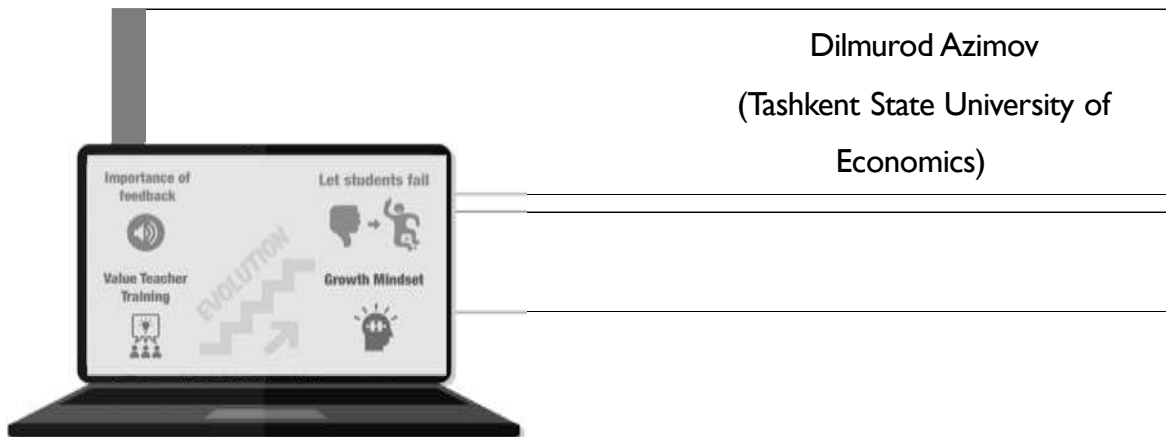 Dilmurod Azimov
(Tashkent State University of
Economics)
Importance of
feedback
Let students fail
EVOLUTION
Value Teacher
Training
Growth Mindset